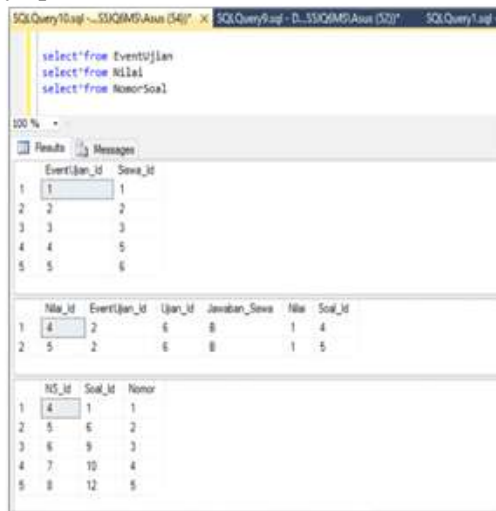 SQLQuery10.sql -...SSJQ6MS\Asus (54))* × SQLQuery9.sql - D...SSJQ6MS\Asus (52))* SQLQuery1.sql
select*from EventUjian
select*from Nilai
select*from NomorSoal
100 %
Results Messages
EventUjian_Id Siswa_Id
1 1 1
2 2 2
3 3 3
4 4 5
5 5 6
Nilai_Id EventUjian_Id Ujian_Id Jawaban_Siswa Nilai Soal_Id
1 4 2 6 B 1 4
2 5 2 6 B 1 5
NS_Id Soal_Id Nomor
1 4 1 1
2 5 6 2
3 6 9 3
4 7 10 4
5 8 12 5